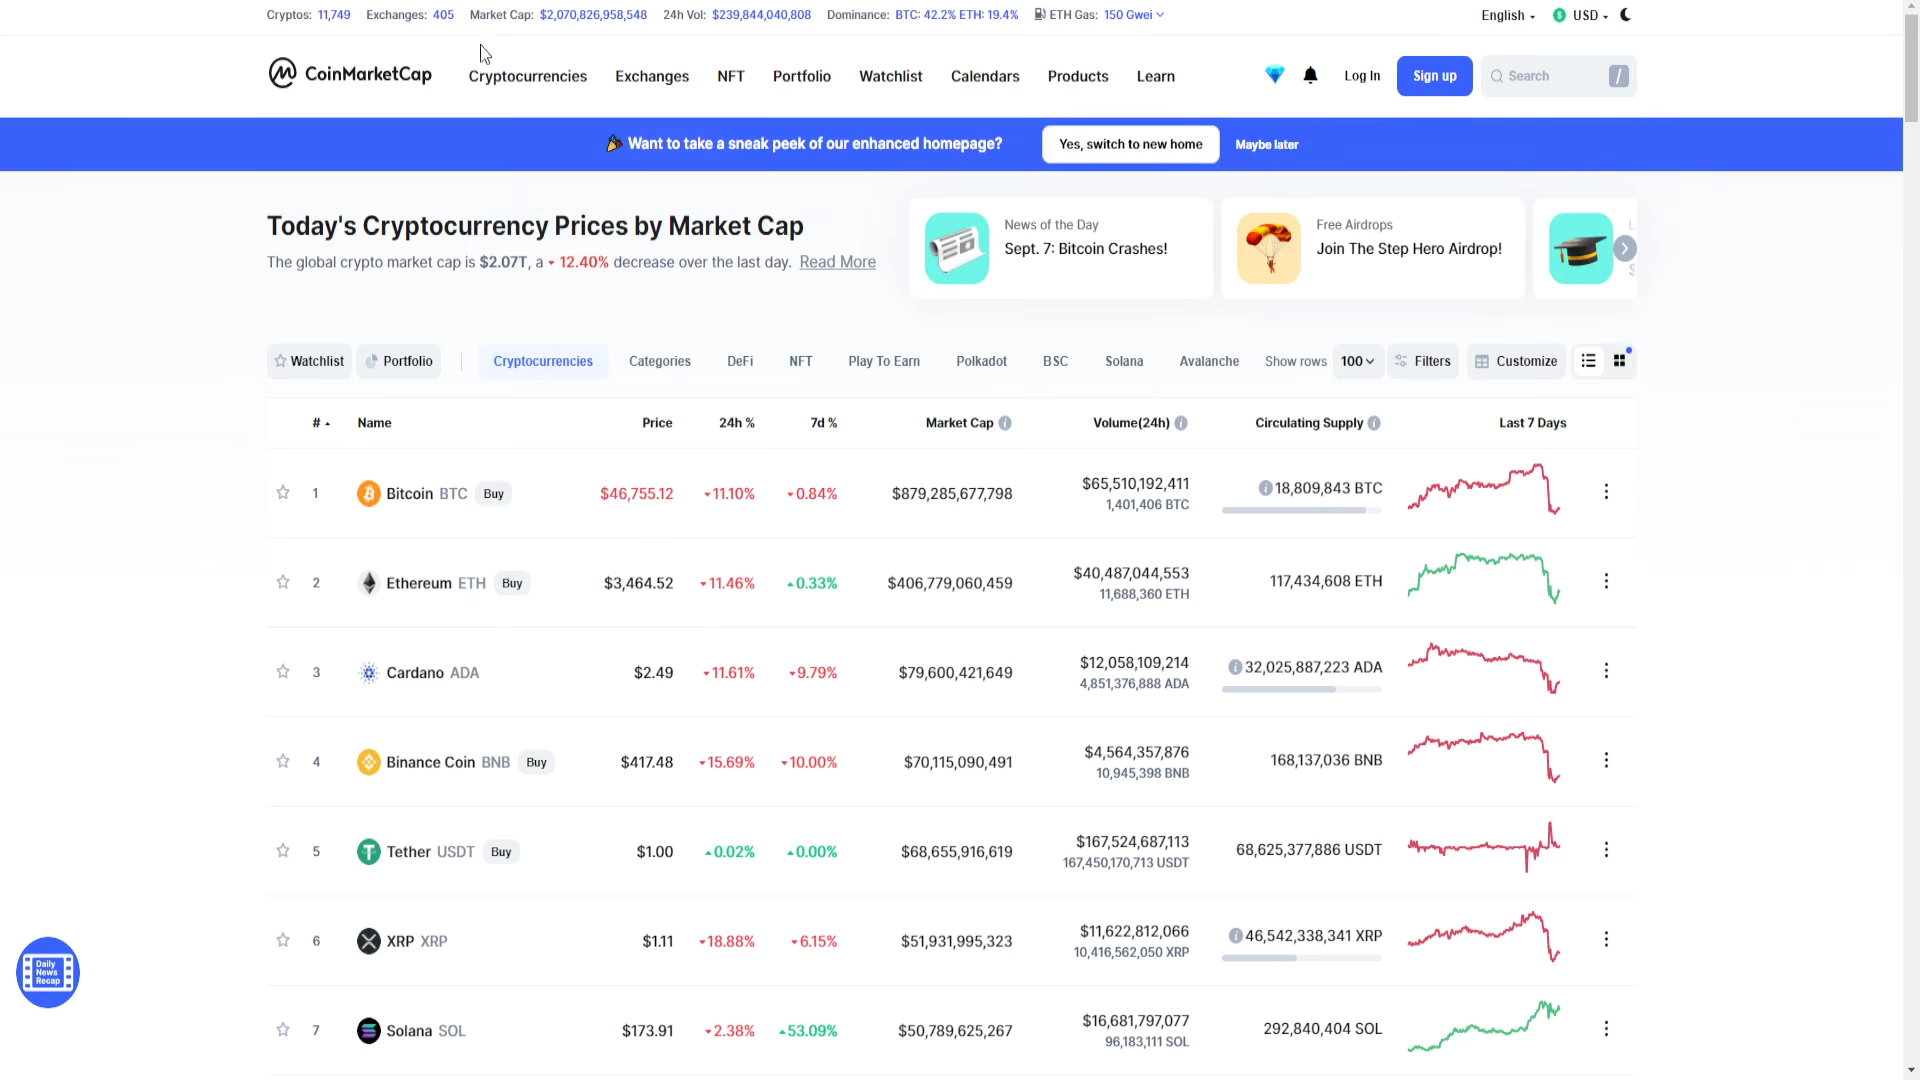 Cryptos: 11,749 Exchanges: 405 Market Cap: $2,070,826,958,548 24h Vol: $239,844,040,808 Dominance: BTC: 42.2% ETH: 19.4% ETH Gas: 150 Gwei English USD
CoinMarketCap Cryptocurrencies Exchanges NFT Portfolio Watchlist Calendars Products Learn Log In Sign up Search /
Want to take a sneak peek of our enhanced homepage? Yes, switch to new home Maybe later
Today's Cryptocurrency Prices by Market Cap
The global crypto market cap is $2.07T, a 12.40% decrease over the last day. Read More
News of the Day
Sept. 7: Bitcoin Crashes!
Free Airdrops
Join The Step Hero Airdrop!
Watchlist Portfolio Cryptocurrencies Categories DeFi NFT Play To Earn Polkadot BSC Solana Avalanche Show rows 100 Filters Customize
# Name Price 24h % 7d % Market Cap Volume(24h) Circulating Supply Last 7 Days
1 Bitcoin BTC Buy $46,755.12 11.10% 0.84% $879,285,677,798 $65,510,192,411 18,809,843 BTC
1,401,406 BTC
2 Ethereum ETH Buy $3,464.52 11.46% 0.33% $406,779,060,459 $40,487,044,553 117,434,608 ETH
11,688,360 ETH
3 Cardano ADA $2.49 11.61% 9.79% $79,600,421,649 $12,058,109,214 32,025,887,223 ADA
4,851,376,888 ADA
4 Binance Coin BNB Buy $417.48 15.69% 10.00% $70,115,090,491 $4,564,357,876 168,137,036 BNB
10,945,398 BNB
5 Tether USDT Buy $1.00 0.02% 0.00% $68,655,916,619 $167,524,687,113 68,625,377,886 USDT
167,450,170,713 USDT
6 XRP XRP $1.11 18.88% 6.15% $51,931,995,323 $11,622,812,066 46,542,338,341 XRP
10,416,562,050 XRP
Daily
News
Recap
7 Solana SOL $173.91 2.38% 53.09% $50,789,625,267 $16,681,797,077 292,840,404 SOL
96,183,111 SOL